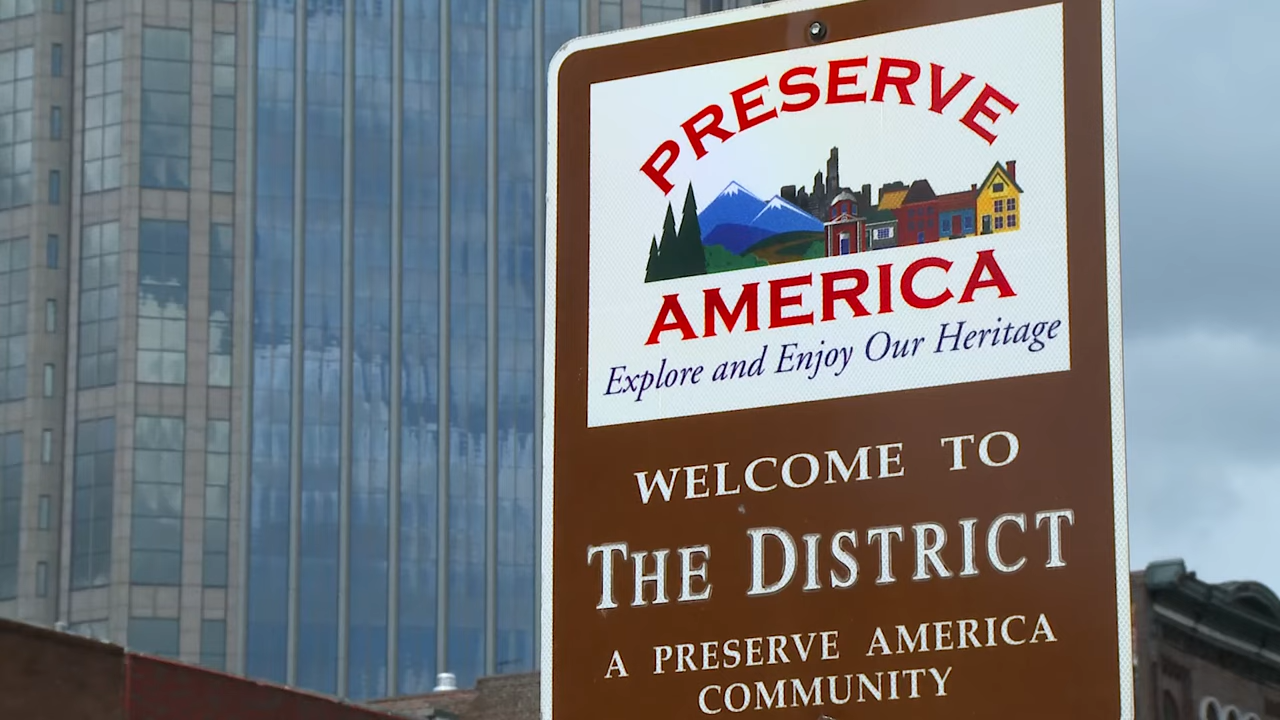 PRESERVE
AMERICA
Explore and Enjoy Our Heritage
WELCOME TO
THE DISTRICT
A PRESERVE AMERICA
COMMUNITY